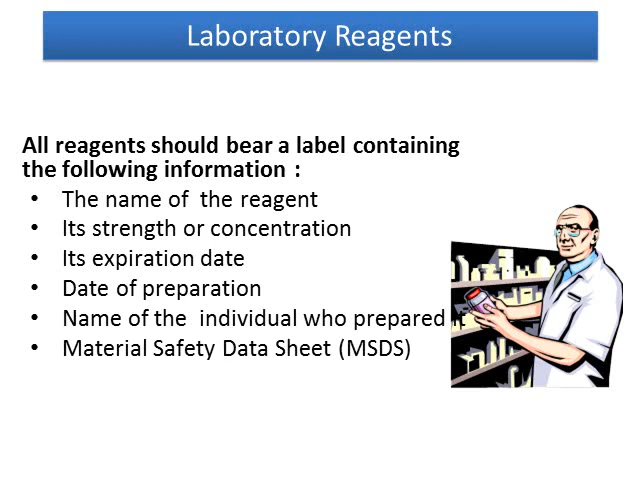 Laboratory Reagents
All reagents should bear a label containing
the following information :
• The name of  the reagent
• Its strength or concentration
• Its expiration date
• Date of preparation
• Name of the  individual who prepared
• Material Safety Data Sheet (MSDS)